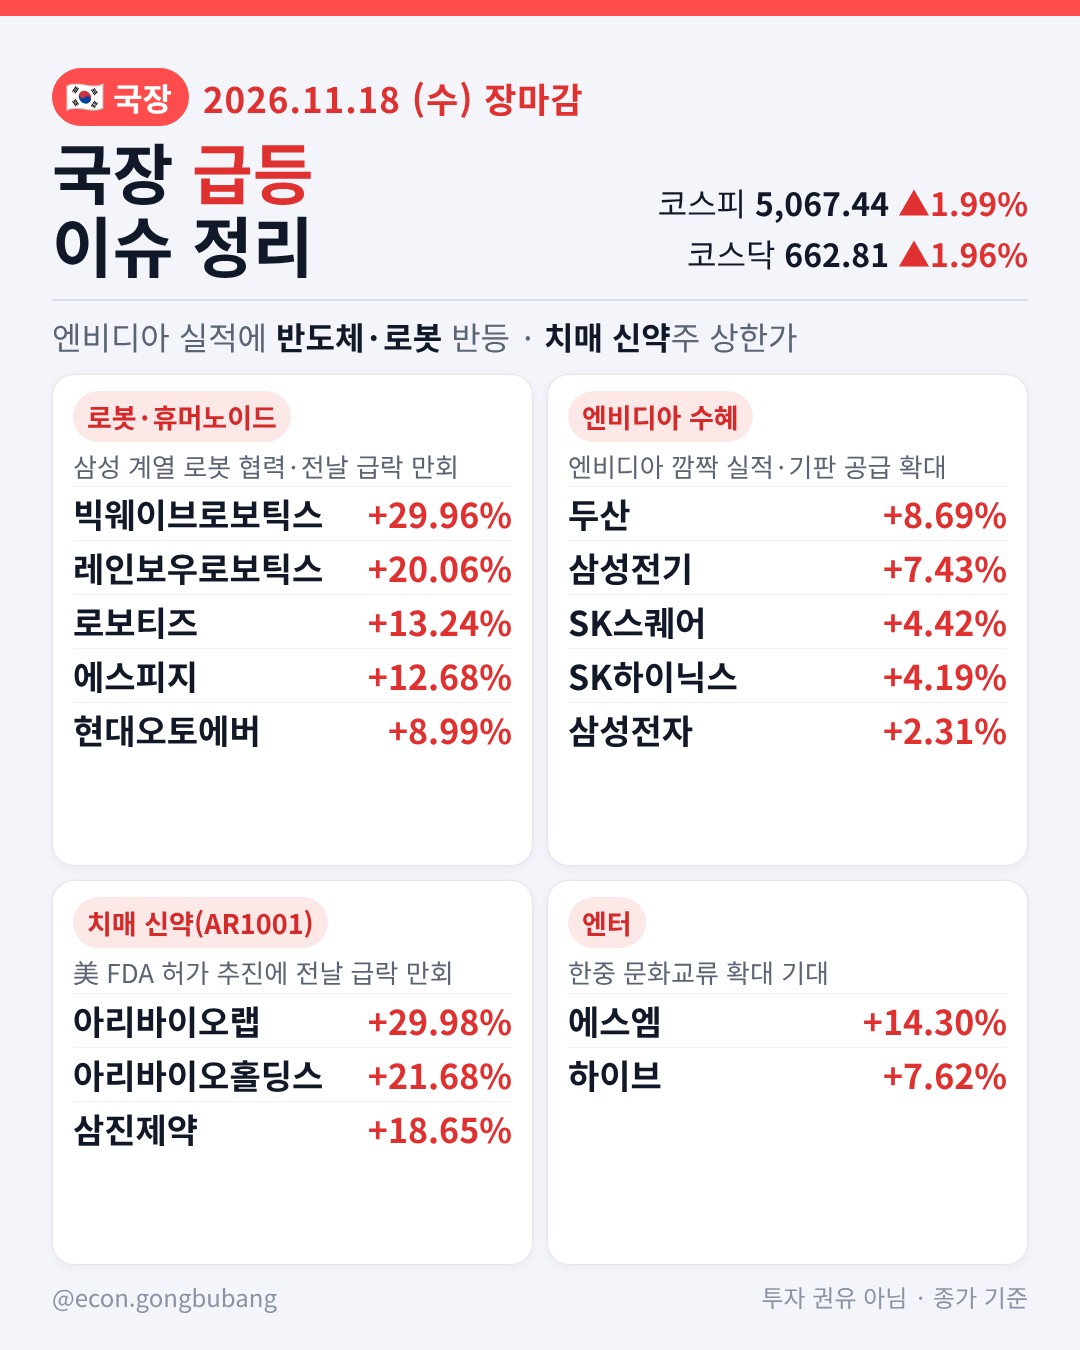 국장 2026.11.18 (수) 장마감
국장 급등
이슈 정리
코스피 5,067.44 ▲1.99%
코스닥 662.81 ▲1.96%
엔비디아 실적에 반도체·로봇 반등 · 치매 신약주 상한가
로봇·휴머노이드
삼성 계열 로봇 협력·전날 급락 만회
빅웨이브로보틱스 +29.96%
레인보우로보틱스 +20.06%
로보티즈 +13.24%
에스피지 +12.68%
현대오토에버 +8.99%
엔비디아 수혜
엔비디아 깜짝 실적·기판 공급 확대
두산 +8.69%
삼성전기 +7.43%
SK스퀘어 +4.42%
SK하이닉스 +4.19%
삼성전자 +2.31%
치매 신약(AR1001)
美 FDA 허가 추진에 전날 급락 만회
아리바이오랩 +29.98%
아리바이오홀딩스 +21.68%
삼진제약 +18.65%
엔터
한중 문화교류 확대 기대
에스엠 +14.30%
하이브 +7.62%
@econ.gongbubang
투자 권유 아님 · 종가 기준